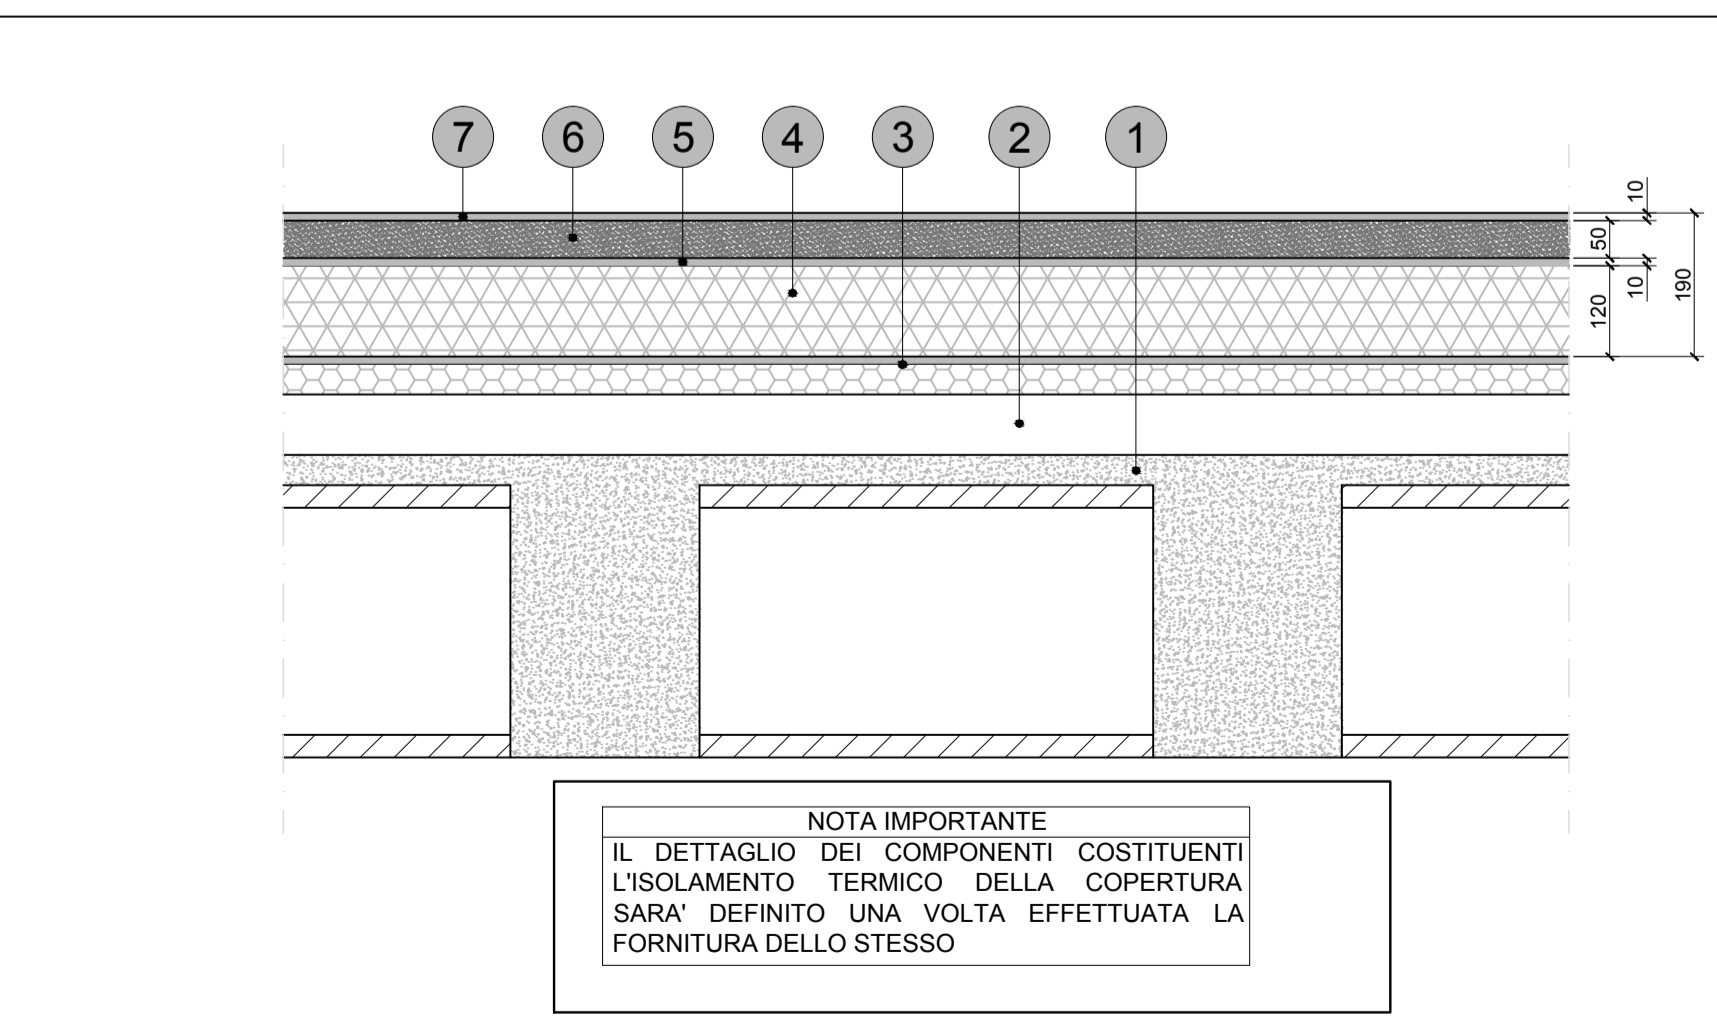 7 6 5 4 3 2 1
10
50
10
120
190
NOTA IMPORTANTE
IL DETTAGLIO DEI COMPONENTI COSTITUENTI
L'ISOLAMENTO TERMICO DELLA COPERTURA
SARA' DEFINITO UNA VOLTA EFFETTUATA LA
FORNITURA DELLO STESSO